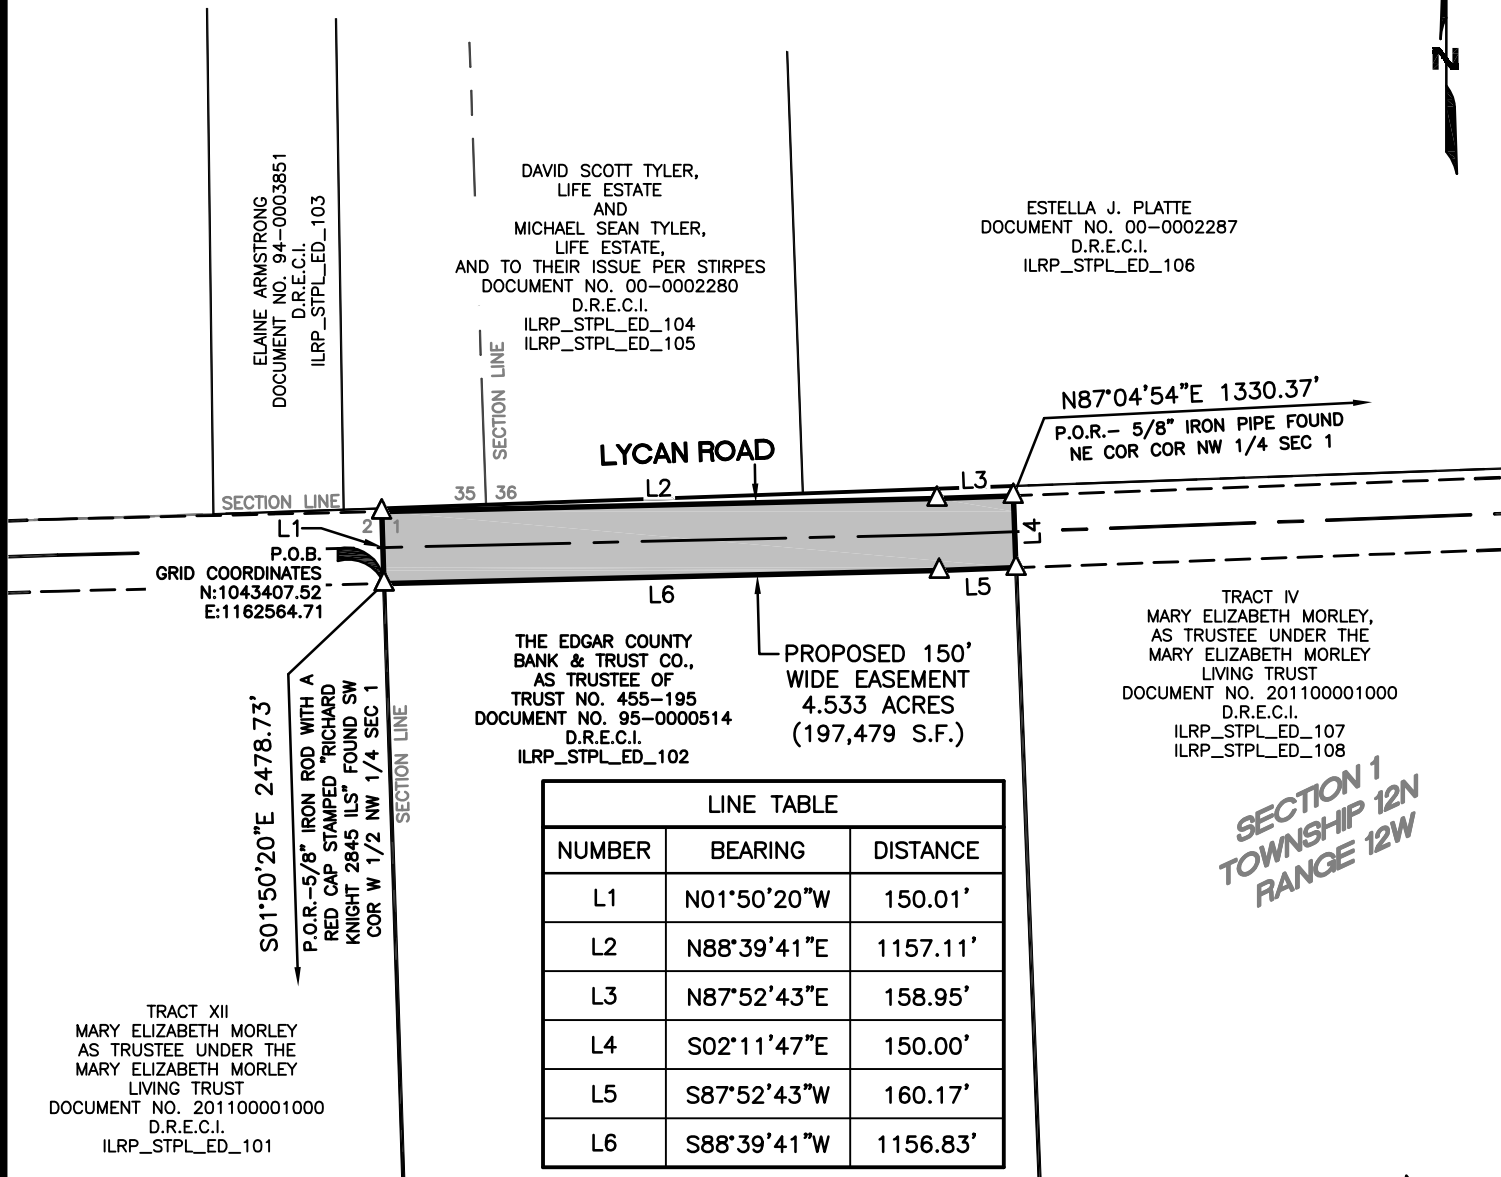 N
ELAINE ARMSTRONG
DOCUMENT NO. 94-0003851
D.R.E.C.I.
ILRP_STPL_ED_103
DAVID SCOTT TYLER,
LIFE ESTATE
AND
MICHAEL SEAN TYLER,
LIFE ESTATE,
AND TO THEIR ISSUE PER STIRPES
DOCUMENT NO. 00-0002280
D.R.E.C.I.
ILRP_STPL_ED_104
ILRP_STPL_ED_105
ESTELLA J. PLATTE
DOCUMENT NO. 00-0002287
D.R.E.C.I.
ILRP_STPL_ED_106
SECTION LINE
N87°04'54"E 1330.37'
P.O.R.- 5/8" IRON PIPE FOUND
NE COR COR NW 1/4 SEC 1
LYCAN ROAD
SECTION LINE
35 36
L2
L3
2 1
L1
L4
P.O.B.
GRID COORDINATES
N:1043407.52
E:1162564.71
L6
L5
S01°50'20"E 2478.73'
P.O.R.-5/8" IRON ROD WITH A
RED CAP STAMPED "RICHARD
KNIGHT 2845 ILS" FOUND SW
COR W 1/2 NW 1/4 SEC 1
SECTION LINE
THE EDGAR COUNTY
BANK & TRUST CO.,
AS TRUSTEE OF
TRUST NO. 455-195
DOCUMENT NO. 95-0000514
D.R.E.C.I.
ILRP_STPL_ED_102
PROPOSED 150'
WIDE EASEMENT
4.533 ACRES
(197,479 S.F.)
TRACT IV
MARY ELIZABETH MORLEY,
AS TRUSTEE UNDER THE
MARY ELIZABETH MORLEY
LIVING TRUST
DOCUMENT NO. 201100001000
D.R.E.C.I.
ILRP_STPL_ED_107
ILRP_STPL_ED_108
SECTION 1
TOWNSHIP 12N
RANGE 12W
TRACT XII
MARY ELIZABETH MORLEY
AS TRUSTEE UNDER THE
MARY ELIZABETH MORLEY
LIVING TRUST
DOCUMENT NO. 201100001000
D.R.E.C.I.
ILRP_STPL_ED_101
LINE TABLE
NUMBER BEARING DISTANCE
L1 N01°50'20"W 150.01'
L2 N88°39'41"E 1157.11'
L3 N87°52'43"E 158.95'
L4 S02°11'47"E 150.00'
L5 S87°52'43"W 160.17'
L6 S88°39'41"W 1156.83'